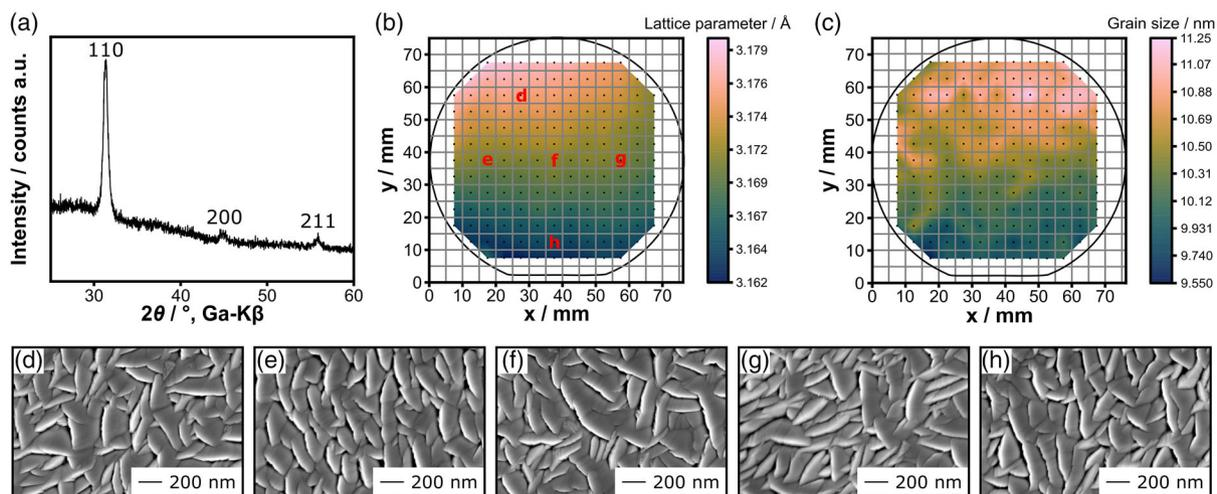 (a)
Intensity / counts a.u.
110
200
211
30
40
50
60
2θ / °, Ga-Kβ
(b)
Lattice parameter / Å
y / mm
70
60
50
40
30
20
10
0
d
e
f
g
h
0
10
20
30
40
50
60
70
x / mm
3.179
3.176
3.174
3.172
3.169
3.167
3.164
3.162
(c)
Grain size / nm
y / mm
70
60
50
40
30
20
10
0
0
10
20
30
40
50
60
70
x / mm
11.25
11.07
10.88
10.69
10.50
10.31
10.12
9.931
9.740
9.550
(d)
200 nm
(e)
200 nm
(f)
200 nm
(g)
200 nm
(h)
200 nm